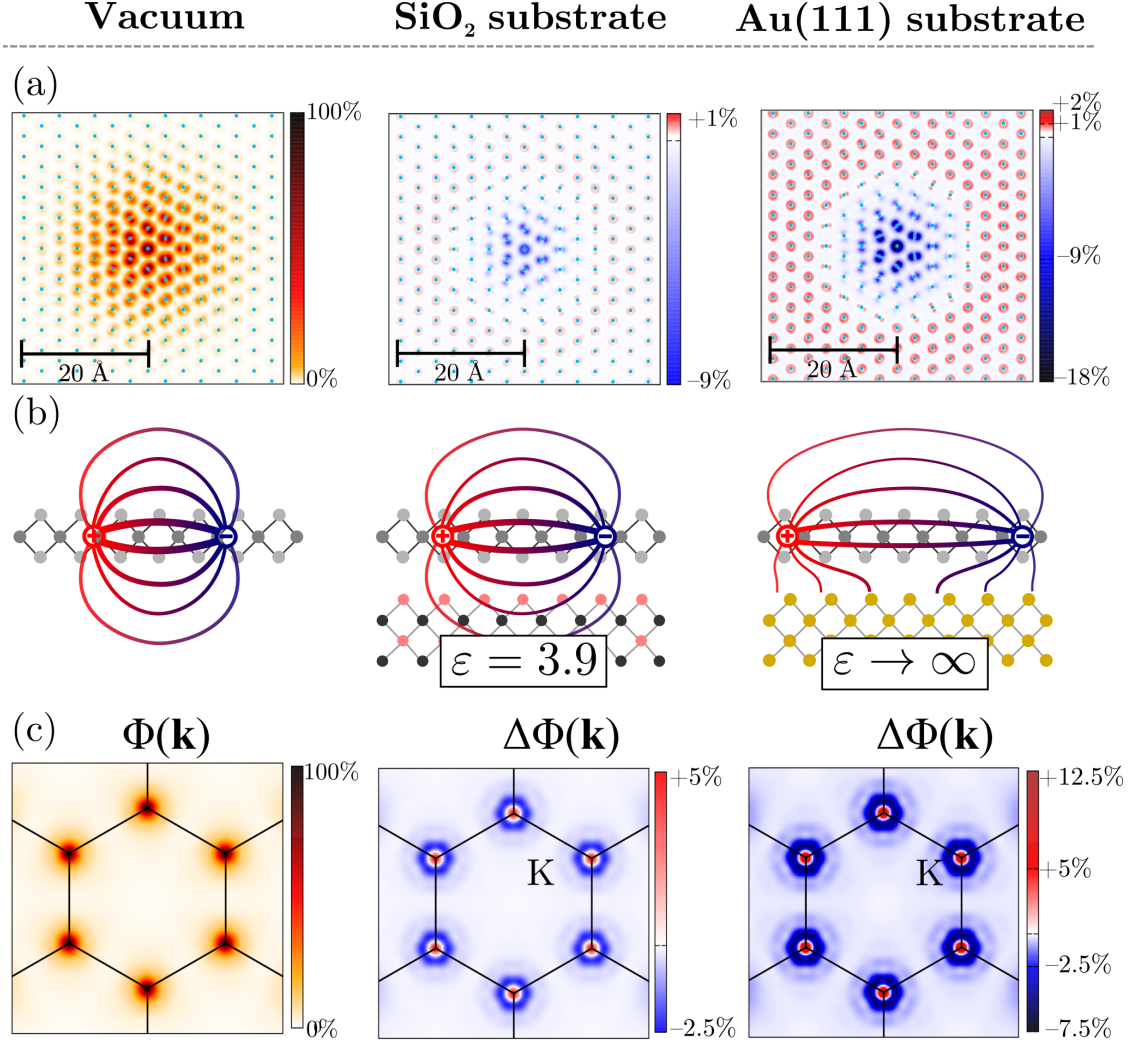 Vacuum SiO₂ substrate Au(111) substrate
(a)
100% +1% +2%
+1%
–9%
20 Å 20 Å 20 Å
0% –9% –18%
(b)
+ – + – + –
ε = 3.9 ε → ∞
(c) Φ(k) ΔΦ(k) ΔΦ(k)
100% +5% +12.5%
K K +5%
–2.5%
0% –2.5% –7.5%